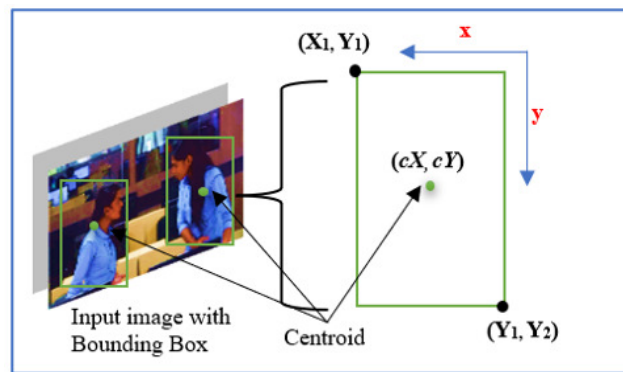 (X1, Y1)
x
y
(cX, cY)
(Y1, Y2)
Input image with
Bounding Box
Centroid